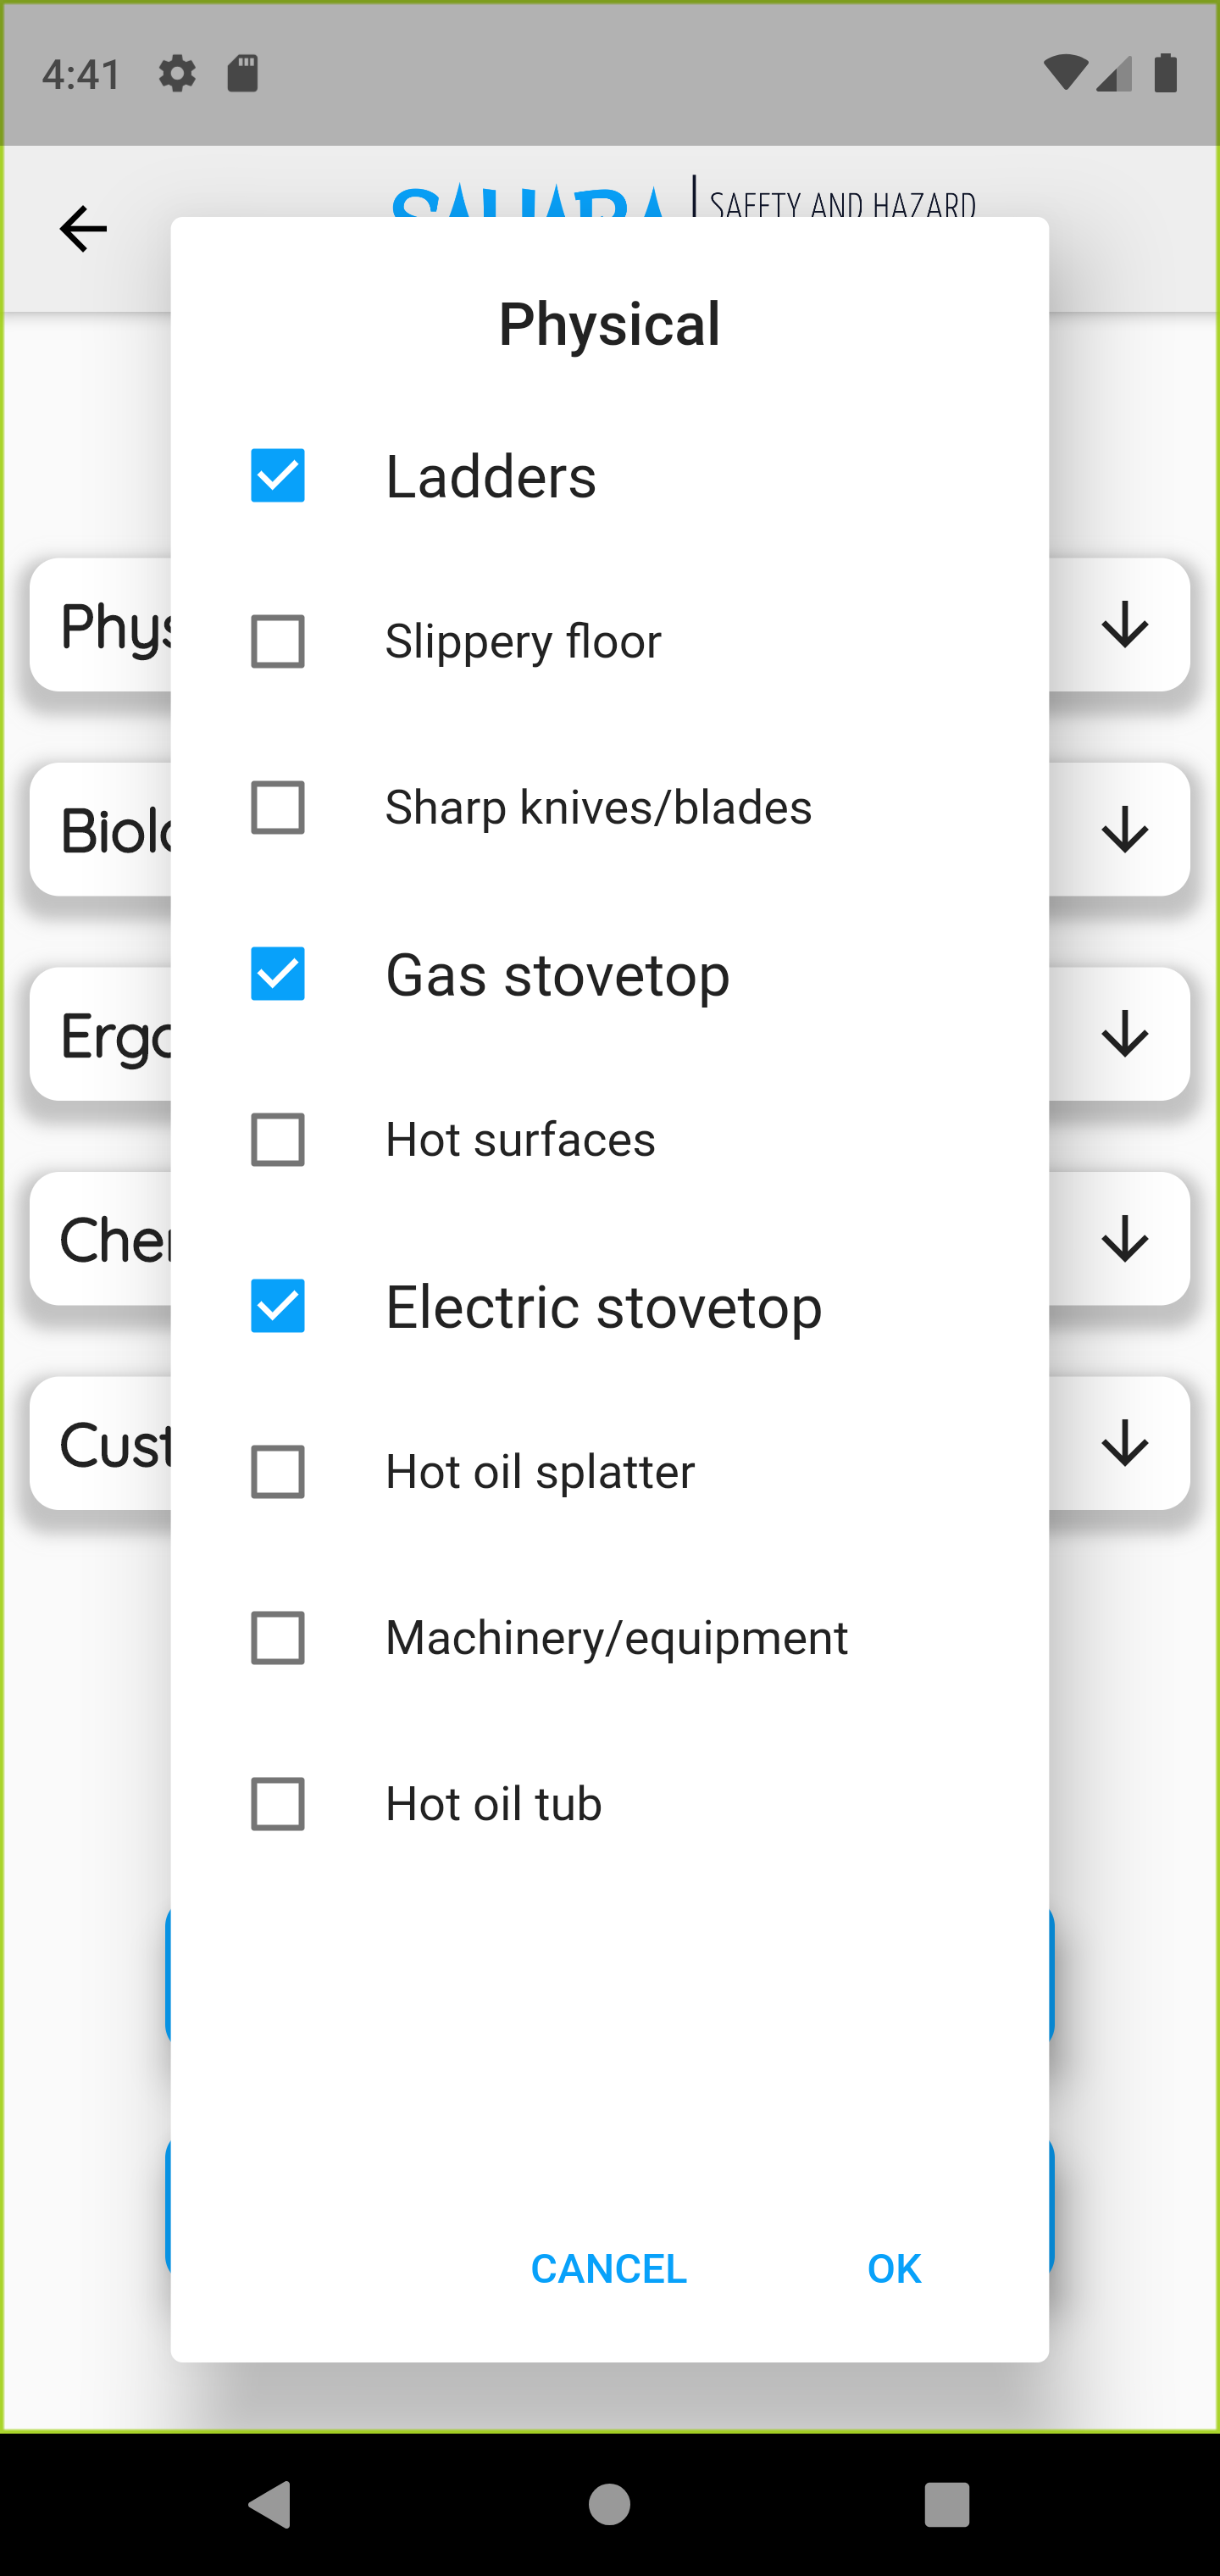 4:41
SAHARA
SAFETY AND HAZARD
Physical
Ladders
Slippery floor
Sharp knives/blades
Gas stovetop
Hot surfaces
Electric stovetop
Hot oil splatter
Machinery/equipment
Hot oil tub
CANCEL
OK